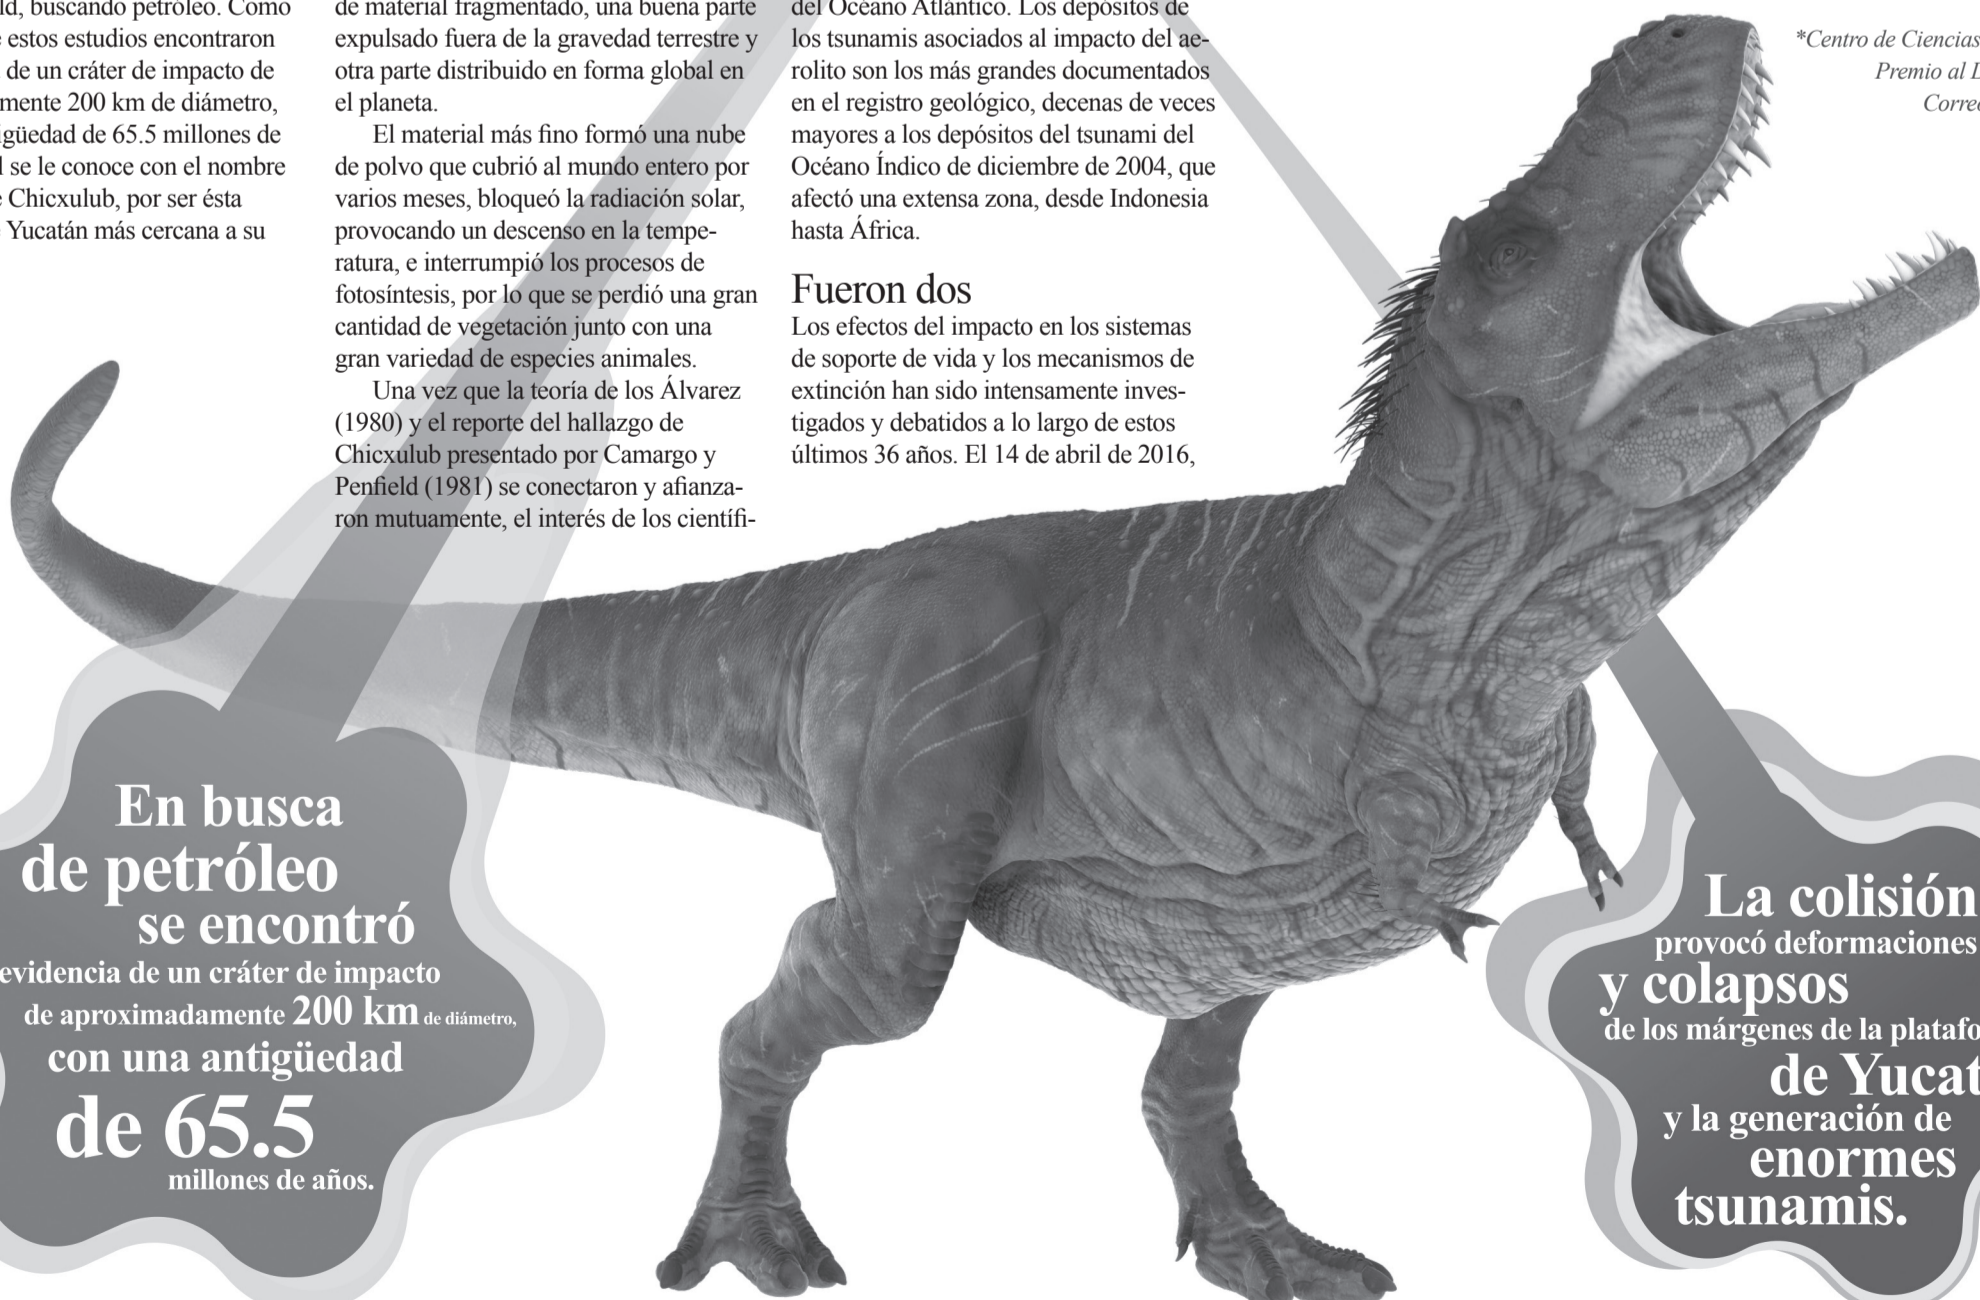 ld, buscando petróleo. Como
estos estudios encontraron
de un cráter de impacto de
mente 200 km de diámetro,
igüedad de 65.5 millones de
l se le conoce con el nombre
Chicxulub, por ser ésta
Yucatán más cercana a su
de material fragmentado, una buena parte
expulsado fuera de la gravedad terrestre y
otra parte distribuido en forma global en
el planeta.
El material más fino formó una nube
de polvo que cubrió al mundo entero por
varios meses, bloqueó la radiación solar,
provocando un descenso en la tempe-
ratura, e interrumpió los procesos de
fotosíntesis, por lo que se perdió una gran
cantidad de vegetación junto con una
gran variedad de especies animales.
Una vez que la teoría de los Álvarez
(1980) y el reporte del hallazgo de
Chicxulub presentado por Camargo y
Penfield (1981) se conectaron y afianza-
ron mutuamente, el interés de los científi-
del Océano Atlántico. Los depósitos de
los tsunamis asociados al impacto del ae-
rolito son los más grandes documentados
en el registro geológico, decenas de veces
mayores a los depósitos del tsunami del
Océano Índico de diciembre de 2004, que
afectó una extensa zona, desde Indonesia
hasta África.
Fueron dos
Los efectos del impacto en los sistemas
de soporte de vida y los mecanismos de
extinción han sido intensamente inves-
tigados y debatidos a lo largo de estos
últimos 36 años. El 14 de abril de 2016,
*Centro de Ciencias
Premio al
Correo
En busca
de petróleo
se encontró
evidencia de un cráter de impacto
de aproximadamente 200 km de diámetro,
con una antigüedad
de 65.5
millones de años.
La colisión
provocó deformaciones
y colapsos
de los márgenes de la platafo
de Yucat
y la generación de
enormes
tsunamis.